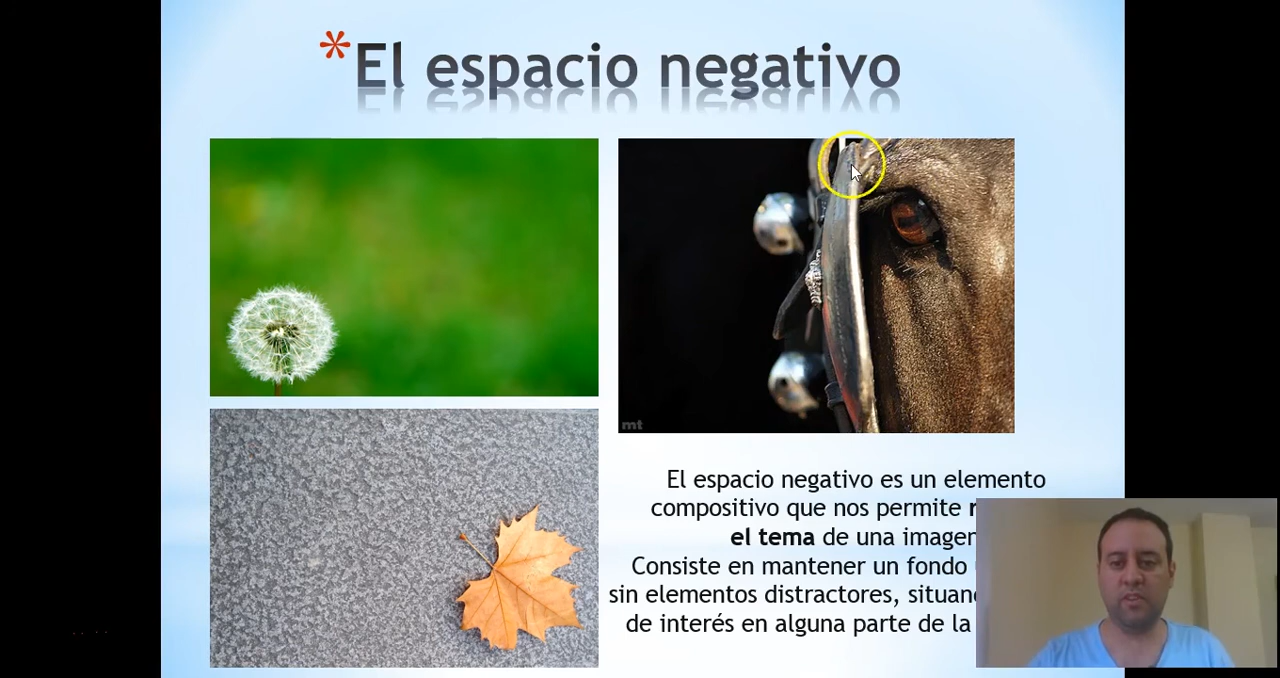 *El espacio negativo
mt
El espacio negativo es un elemento
compositivo que nos permite
el tema de una imagen
Consiste en mantener un fondo
sin elementos distractores,
de interés en alguna parte de la